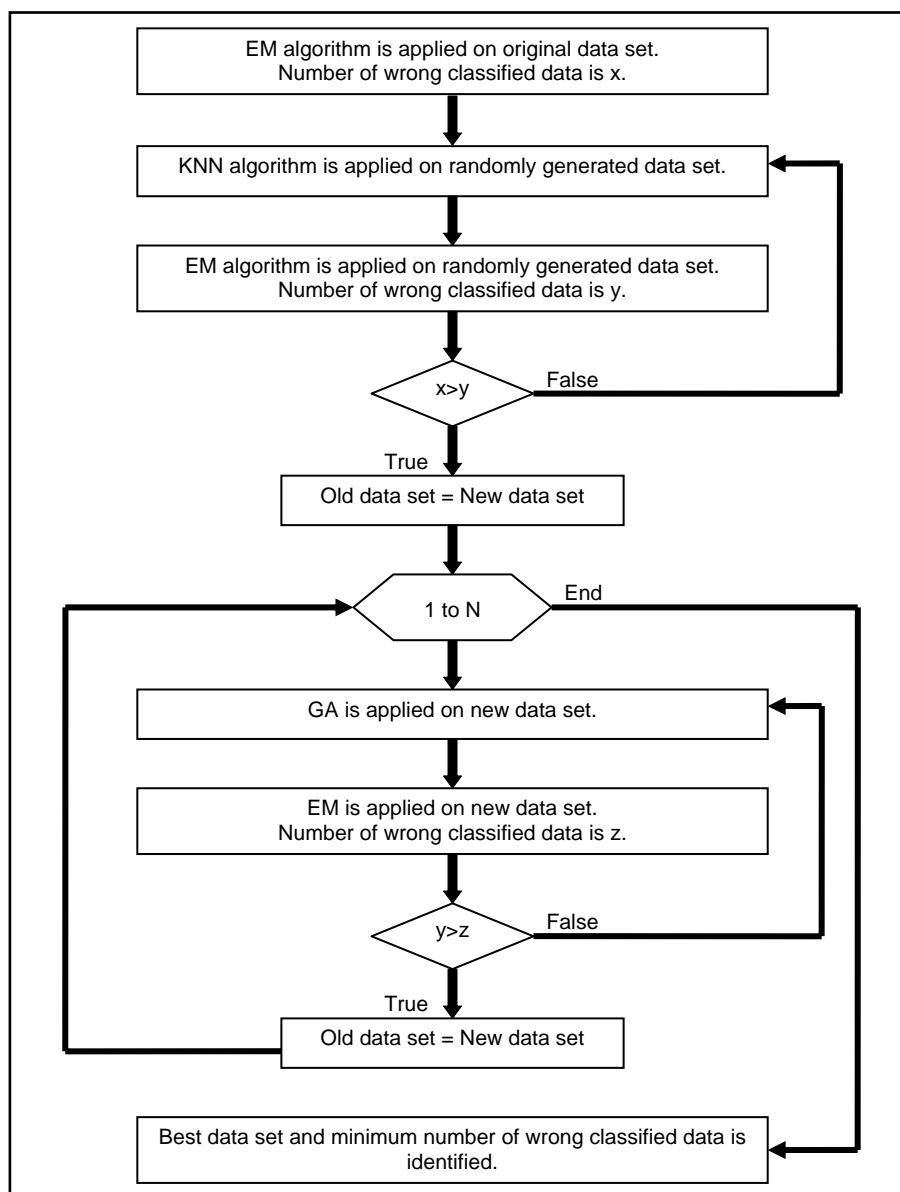 EM algorithm is applied on original data set.
Number of wrong classified data is x.
KNN algorithm is applied on randomly generated data set.
EM algorithm is applied on randomly generated data set.
Number of wrong classified data is y.
x>y
False
True
Old data set = New data set
1 to N
End
GA is applied on new data set.
EM is applied on new data set.
Number of wrong classified data is z.
y>z
False
True
Old data set = New data set
Best data set and minimum number of wrong classified data is
identified.